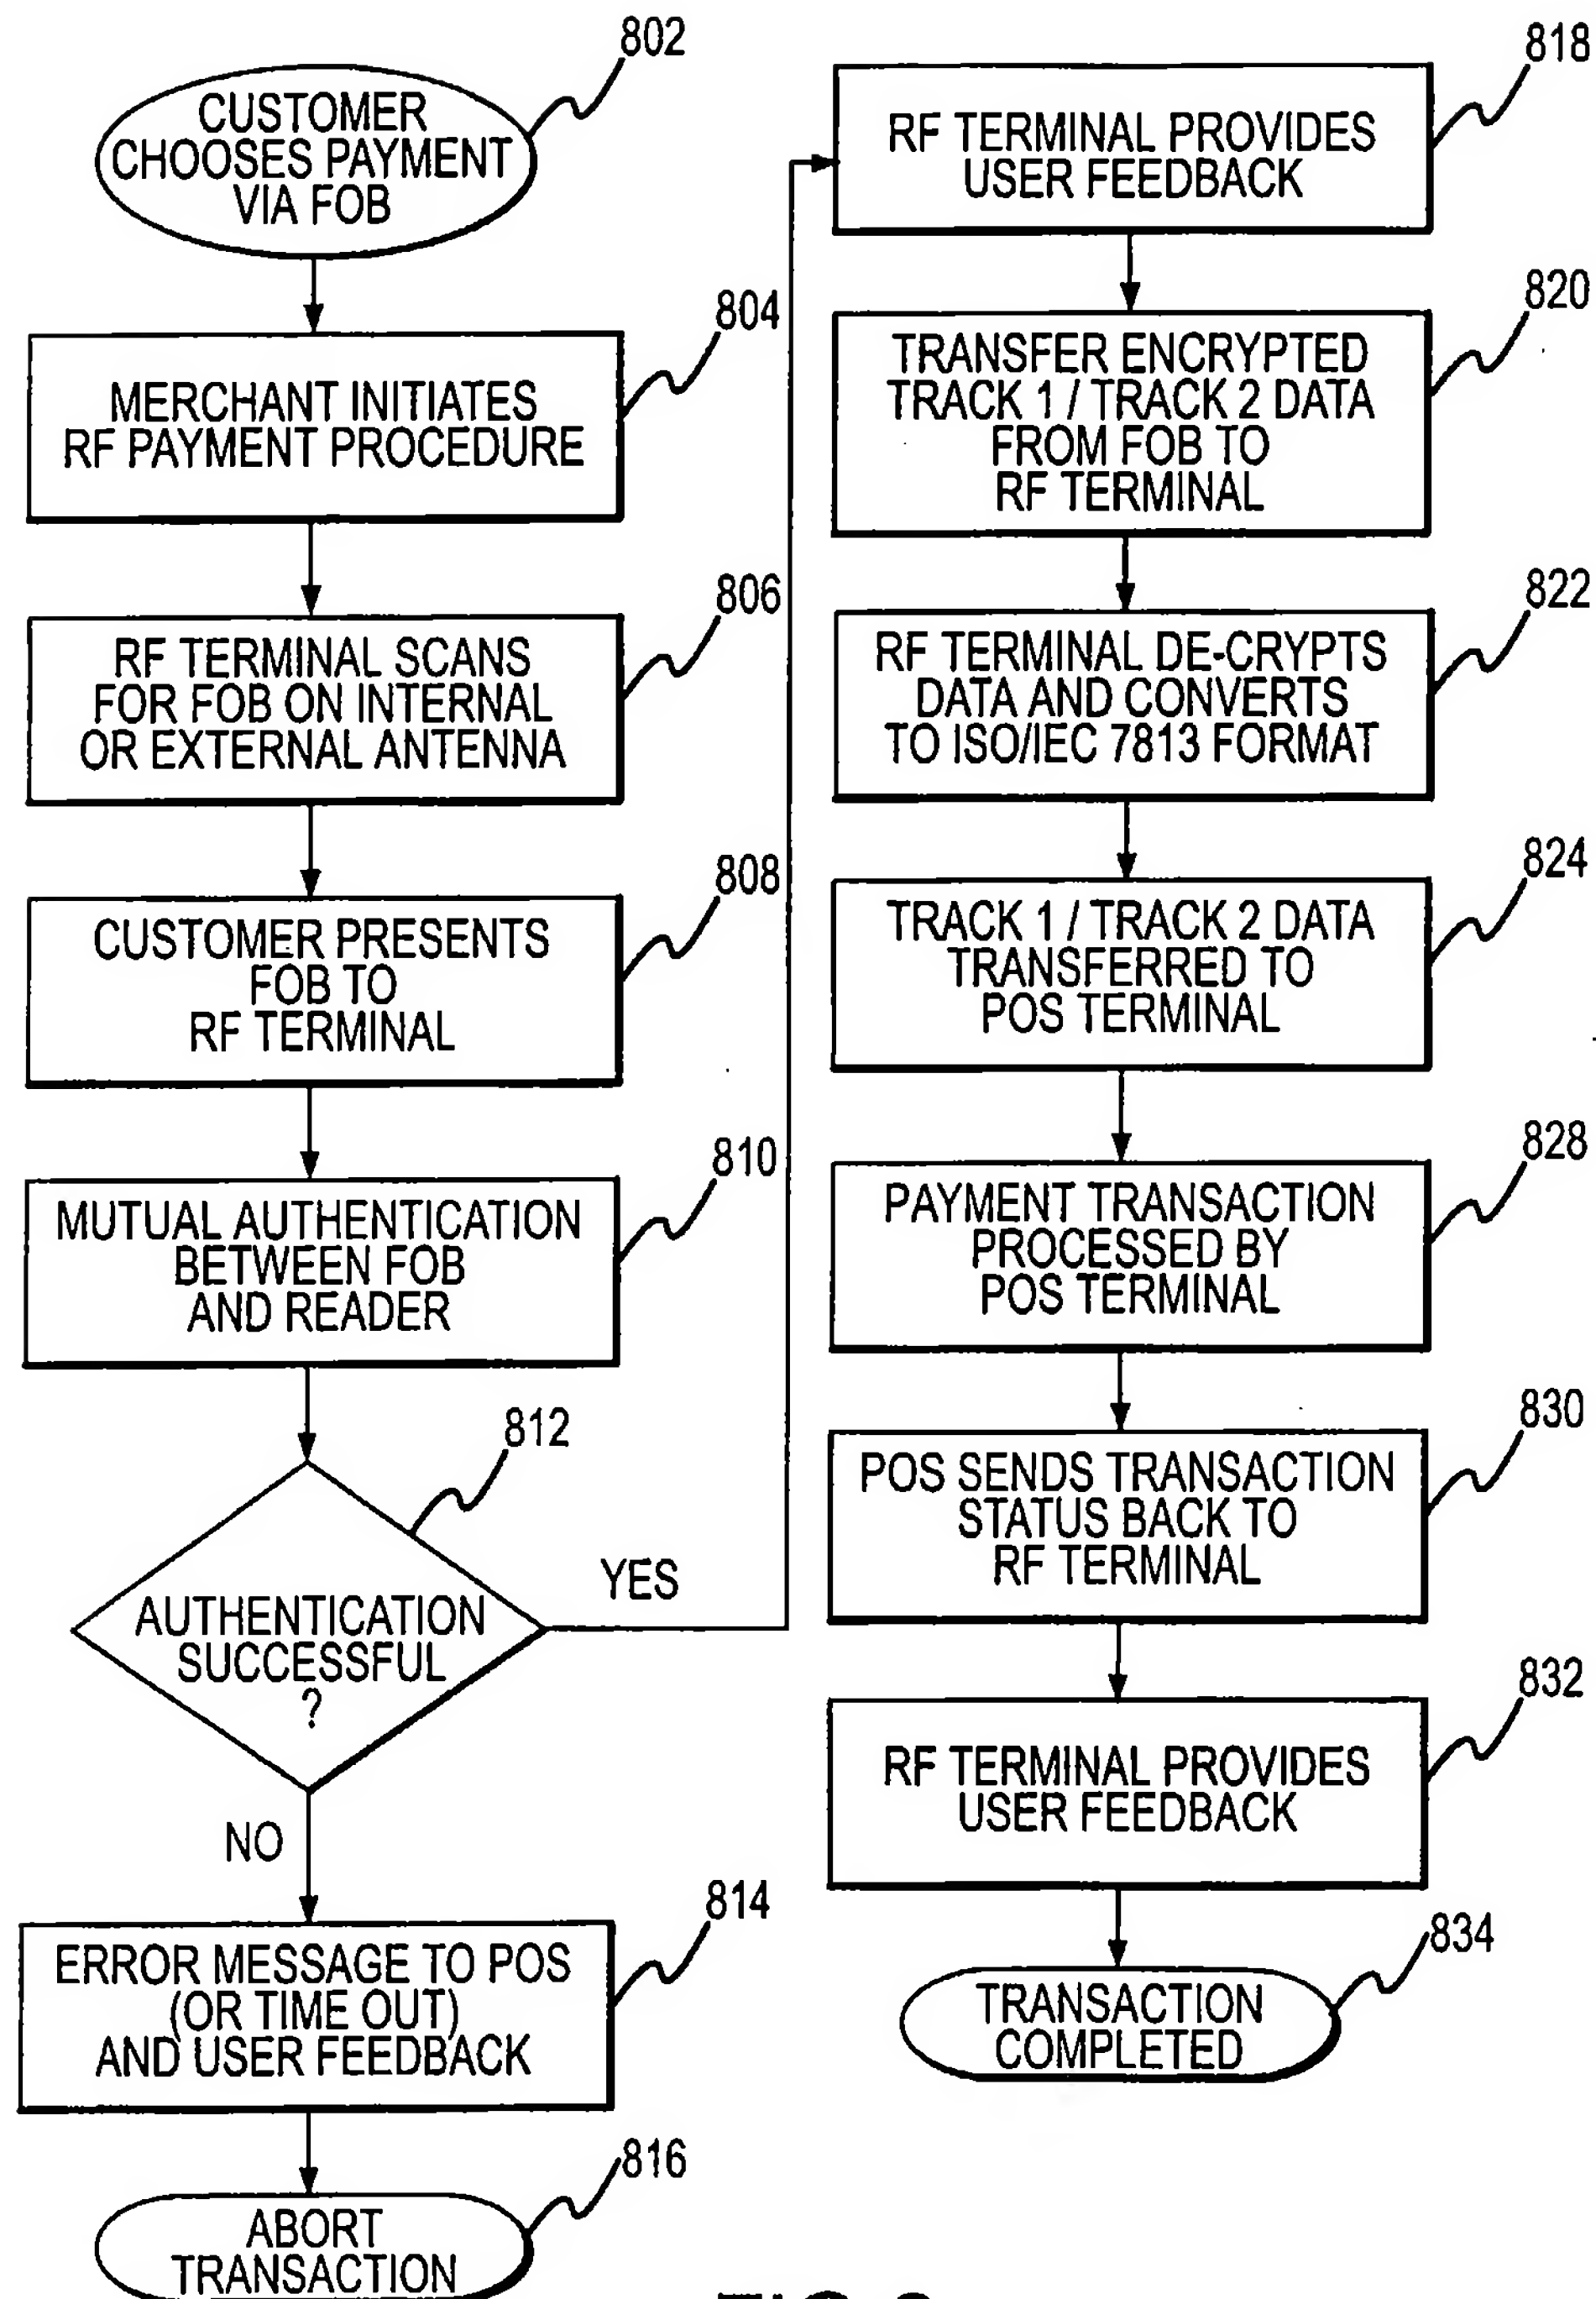 802
CUSTOMER
CHOOSES PAYMENT
VIA FOB
804
MERCHANT INITIATES
RF PAYMENT PROCEDURE
806
RF TERMINAL SCANS
FOR FOB ON INTERNAL
OR EXTERNAL ANTENNA
808
CUSTOMER PRESENTS
FOB TO
RF TERMINAL
810
MUTUAL AUTHENTICATION
BETWEEN FOB
AND READER
812
AUTHENTICATION
SUCCESSFUL
?
YES
NO
814
ERROR MESSAGE TO POS
(OR TIME OUT)
AND USER FEEDBACK
816
ABORT
TRANSACTION
818
RF TERMINAL PROVIDES
USER FEEDBACK
820
TRANSFER ENCRYPTED
TRACK 1 / TRACK 2 DATA
FROM FOB TO
RF TERMINAL
822
RF TERMINAL DE-CRYPTS
DATA AND CONVERTS
TO ISO/IEC 7813 FORMAT
824
TRACK 1 / TRACK 2 DATA
TRANSFERRED TO
POS TERMINAL
828
PAYMENT TRANSACTION
PROCESSED BY
POS TERMINAL
830
POS SENDS TRANSACTION
STATUS BACK TO
RF TERMINAL
832
RF TERMINAL PROVIDES
USER FEEDBACK
834
TRANSACTION
COMPLETED